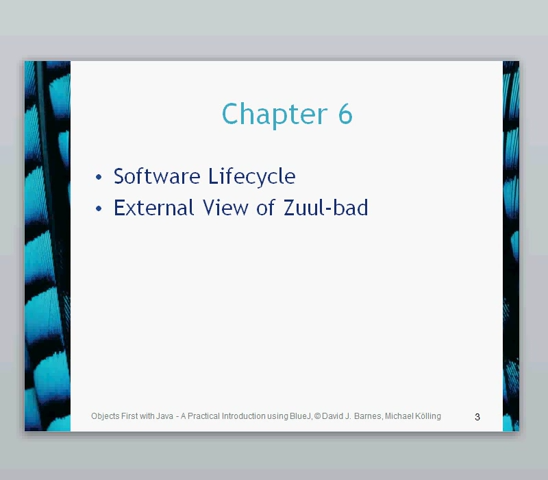 Chapter 6
• Software Lifecycle
• External View of Zuul-bad
Objects First with Java - A Practical Introduction using BlueJ, © David J. Barnes, Michael Kölling
3